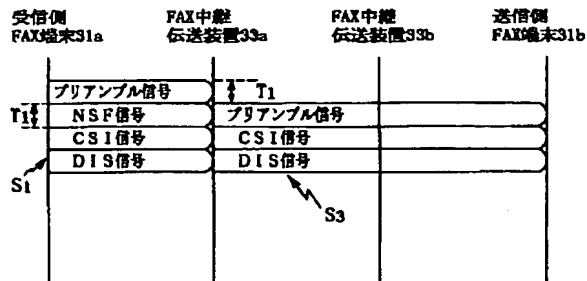 受信側
FAX端末31a
FAX中継
伝送装置33a
FAX中継
伝送装置33b
送信側
FAX端末31b
プリアンブル信号
T1
T1
NSF信号
プリアンブル信号
CSI信号
CSI信号
DIS信号
DIS信号
S1
S3